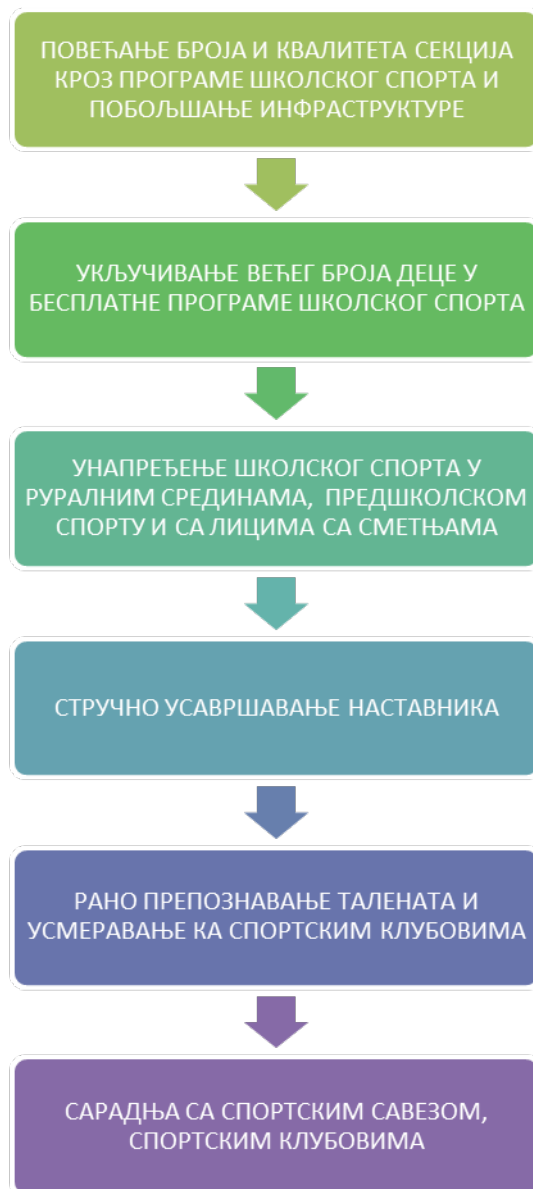 ПОВЕЋАЊЕ БРОЈА И КВАЛИТЕТА СЕКЦИЈА
КРОЗ ПРОГРАМЕ ШКОЛСКОГ СПОРТА И
ПОБОЉШАЊЕ ИНФРАСТРУКТУРЕ
УКЉУЧИВАЊЕ ВЕЋЕГ БРОЈА ДЕЦЕ У
БЕСПЛАТНЕ ПРОГРАМЕ ШКОЛСКОГ СПОРТА
УНАПРЕЂЕЊЕ ШКОЛСКОГ СПОРТА У
РУРАЛНИМ СРЕДИНАМА, ПРЕДШКОЛСКОМ
СПОРТУ И СА ЛИЦИМА СА СМЕТЊАМА
СТРУЧНО УСАВРШАВАЊЕ НАСТАВНИКА
РАНО ПРЕПОЗНАВАЊЕ ТАЛЕНАТА И
УСМЕРАВАЊЕ КА СПОРТСКИМ КЛУБОВИМА
САРАДЊА СА СПОРТСКИМ САВЕЗОМ,
СПОРТСКИМ КЛУБОВИМА